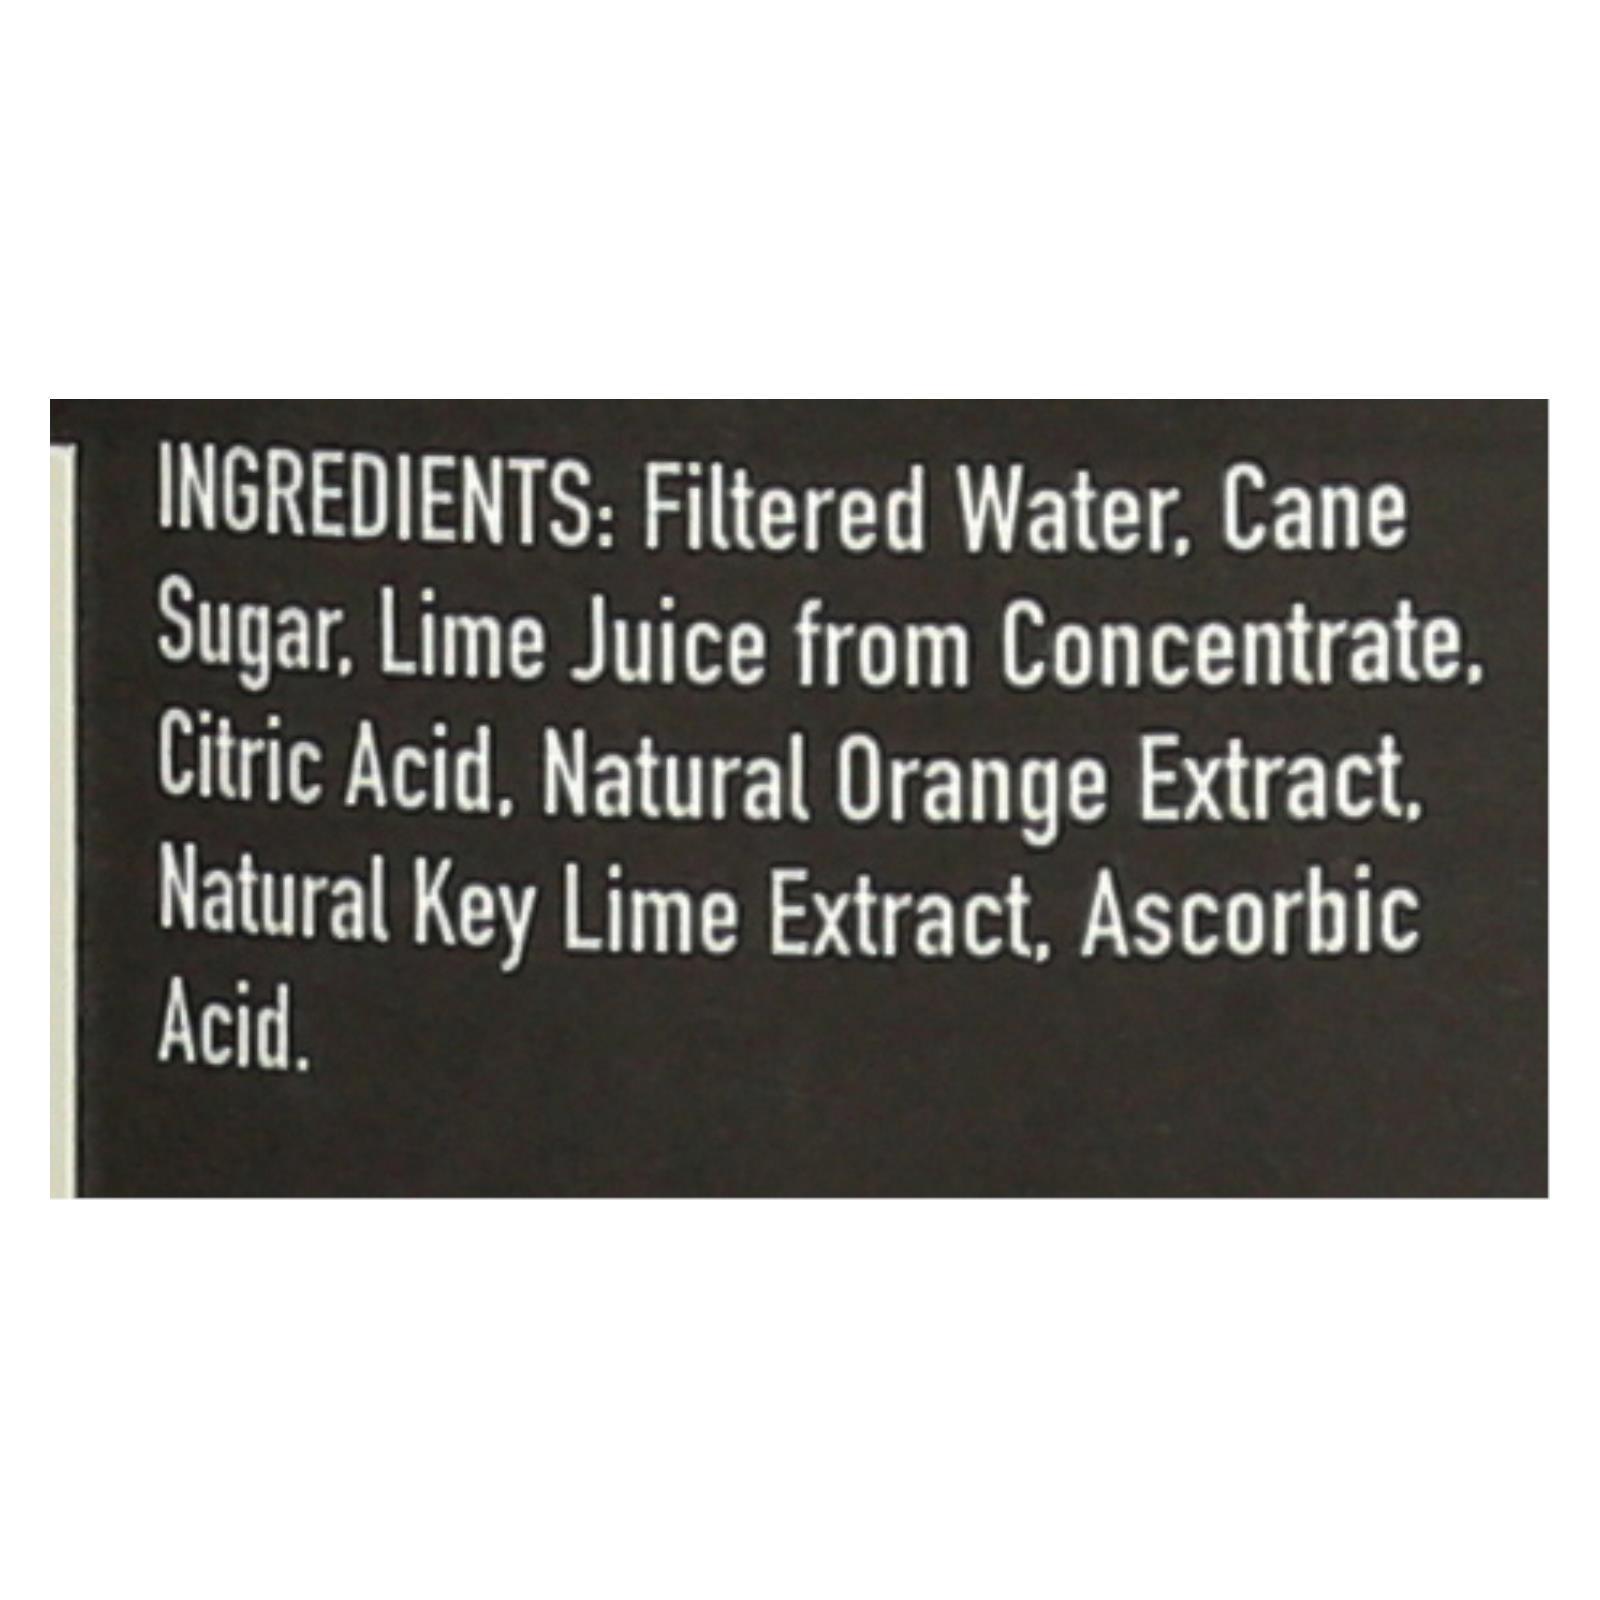 INGREDIENTS: Filtered Water, Cane
Sugar, Lime Juice from Concentrate,
Citric Acid, Natural Orange Extract,
Natural Key Lime Extract, Ascorbic
Acid.